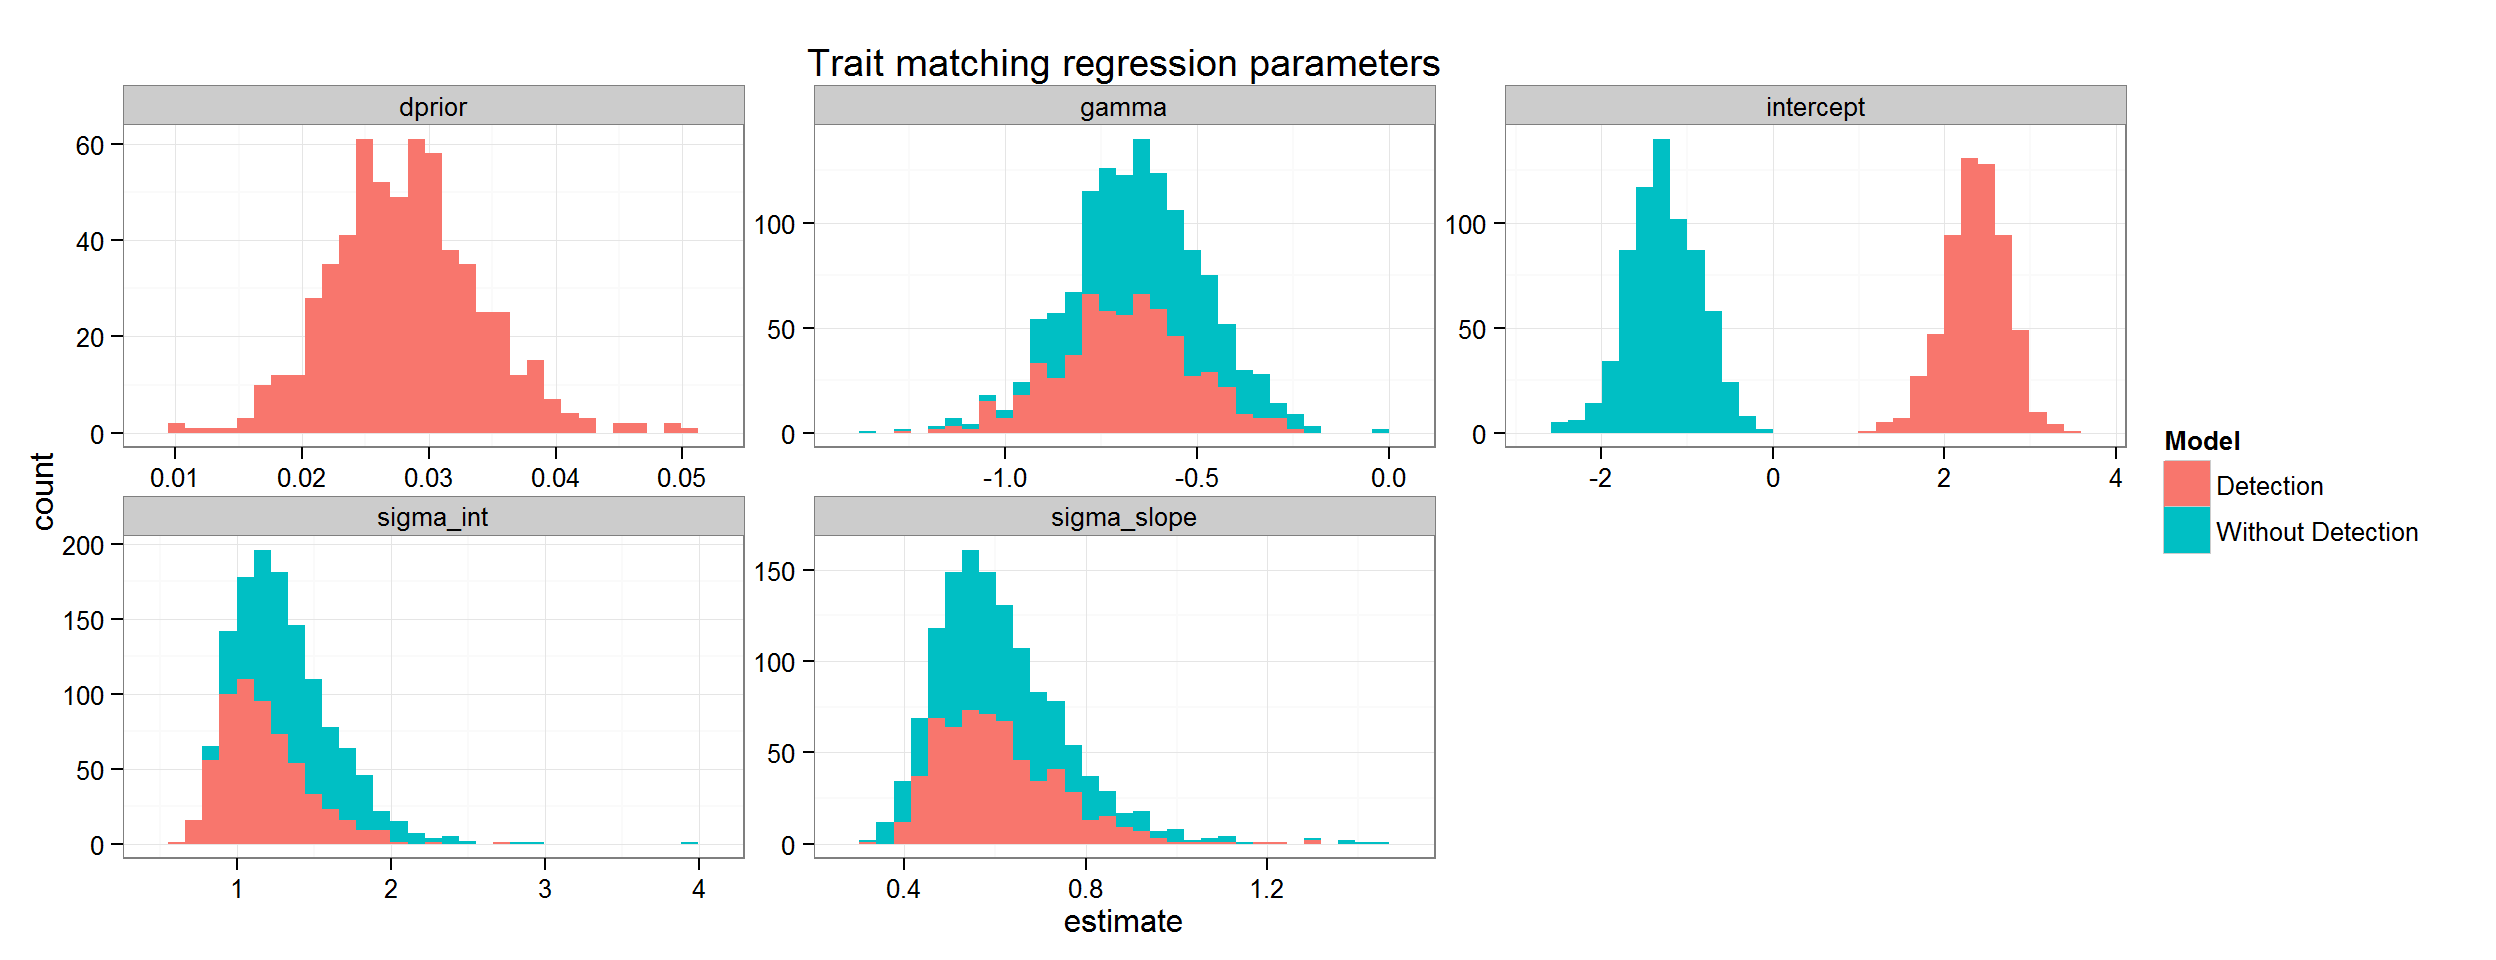 Trait matching regression parameters
dprior
gamma
intercept
60
40
20
0
100
50
0
100
50
0
0.01 0.02 0.03 0.04 0.05
-1.0 -0.5 0.0
-2 0 2 4
count
sigma_int
sigma_slope
200
150
100
50
0
150
100
50
0
1 2 3 4
0.4 0.8 1.2
estimate
Model
Detection
Without Detection